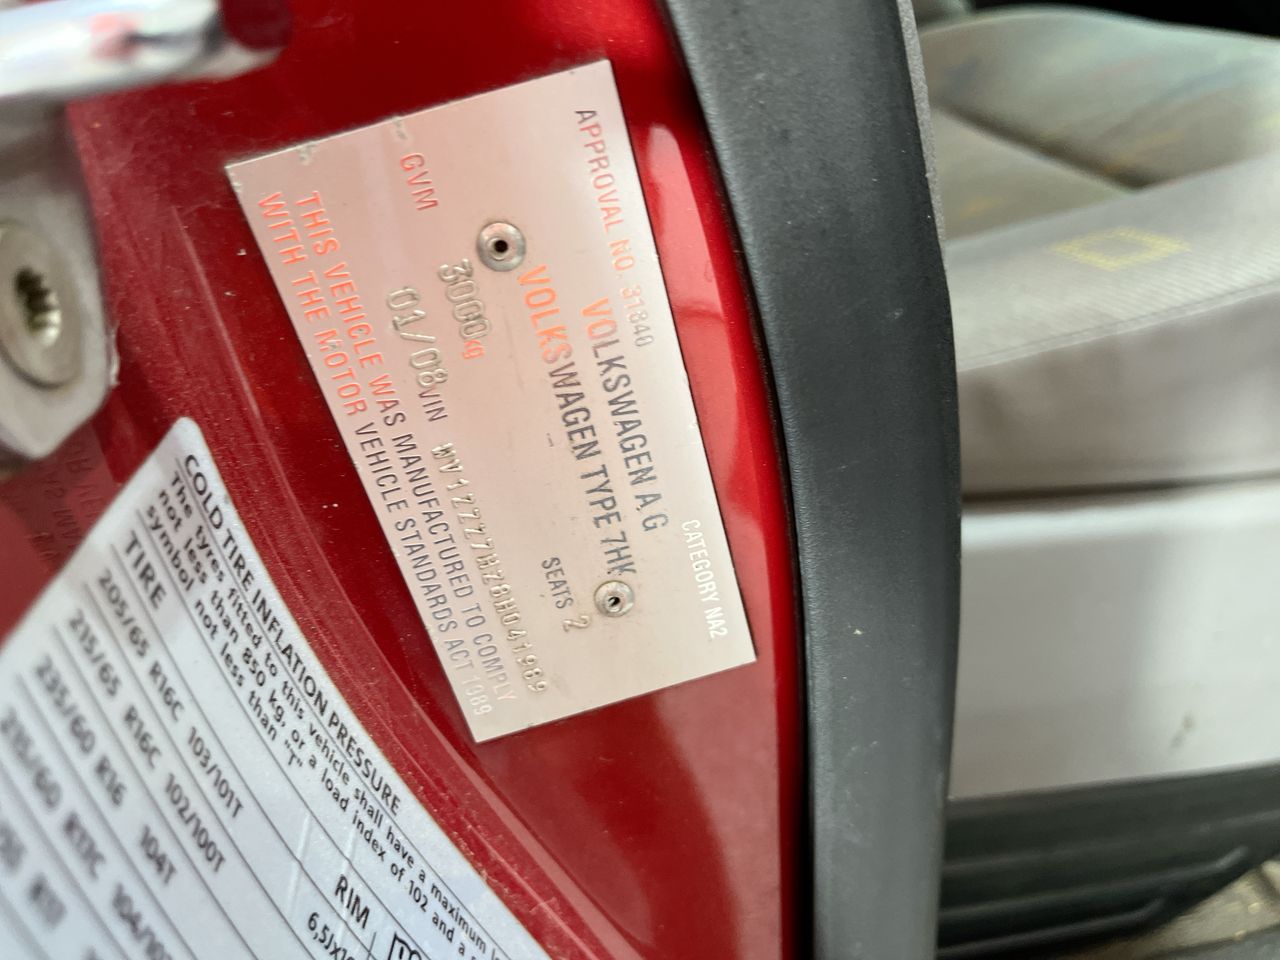 APPROVAL NO. 31840
CATEGORY NA2
VOLKSWAGEN A G
VOLKSWAGEN TYPE 7HK
SEATS 2
GVM 3000KG
01/08 VIN WV1ZZZ7HZ8H041989
THIS VEHICLE WAS MANUFACTURED TO COMPLY
WITH THE MOTOR VEHICLE STANDARDS ACT 1989
COLD TIRE INFLATION PRESSURE
The tyres fitted to this vehicle shall have a maximum
not less than 850 kg, or a load index of 102 and a
symbol not less than "T"
TIRE RIM
205/65 R16C 103/101T 6,5Jx16
215/65 R16C 102/100T
235/60 R16 104T